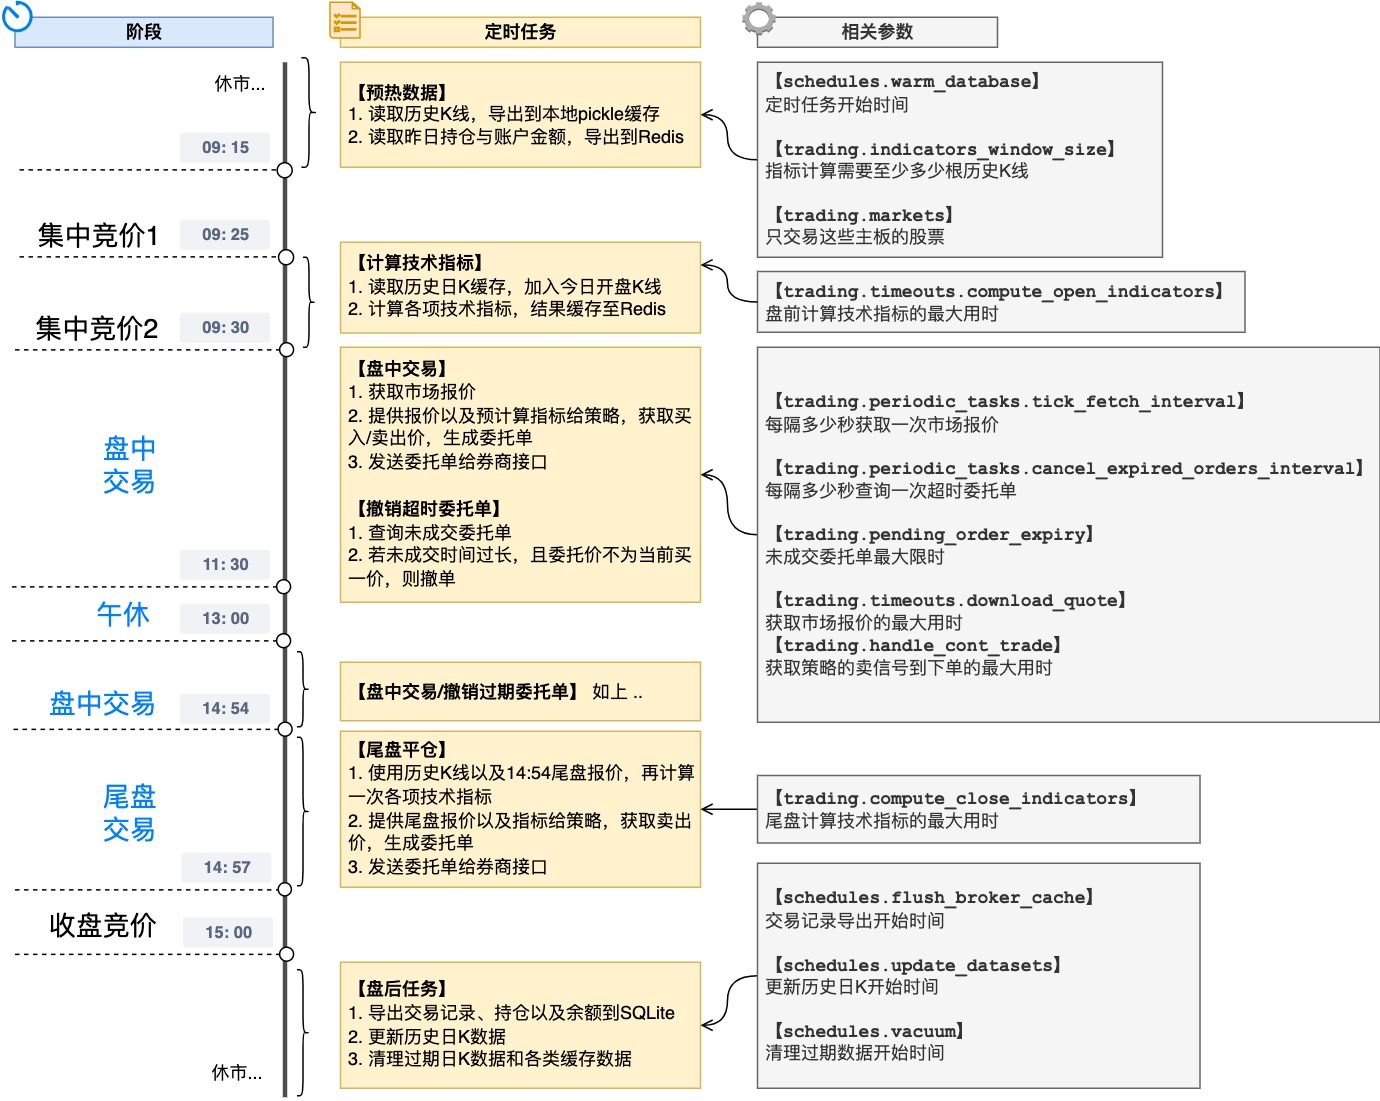 阶段
定时任务
相关参数
休市...
09: 15
集中竞价1
09: 25
集中竞价2
09: 30
盘中
交易
11: 30
午休
13: 00
盘中交易
14: 54
尾盘
交易
14: 57
收盘竞价
15: 00
休市...
【预热数据】
1. 读取历史K线，导出到本地pickle缓存
2. 读取昨日持仓与账户金额，导出到Redis
【计算技术指标】
1. 读取历史日K缓存，加入今日开盘K线
2. 计算各项技术指标，结果缓存至Redis
【盘中交易】
1. 获取市场报价
2. 提供报价以及预计算指标给策略，获取买
入/卖出价，生成委托单
3. 发送委托单给券商接口
【撤销超时委托单】
1. 查询未成交委托单
2. 若未成交时间过长，且委托价不为当前买
一价，则撤单
【盘中交易/撤销过期委托单】 如上 ..
【尾盘平仓】
1. 使用历史K线以及14:54尾盘报价，再计算
一次各项技术指标
2. 提供尾盘报价以及指标给策略，获取卖出
价，生成委托单
3. 发送委托单给券商接口
【盘后任务】
1. 导出交易记录、持仓以及余额到SQLite
2. 更新历史日K数据
3. 清理过期日K数据和各类缓存数据
【schedules.warm_database】
定时任务开始时间
【trading.indicators_window_size】
指标计算需要至少多少根历史K线
【trading.markets】
只交易这些主板的股票
【trading.timeouts.compute_open_indicators】
盘前计算技术指标的最大用时
【trading.periodic_tasks.tick_fetch_interval】
每隔多少秒获取一次市场报价
【trading.periodic_tasks.cancel_expired_orders_interval】
每隔多少秒查询一次超时委托单
【trading.pending_order_expiry】
未成交委托单最大限时
【trading.timeouts.download_quote】
获取市场报价的最大用时
【trading.handle_cont_trade】
获取策略的卖信号到下单的最大用时
【trading.compute_close_indicators】
尾盘计算技术指标的最大用时
【schedules.flush_broker_cache】
交易记录导出开始时间
【schedules.update_datasets】
更新历史日K开始时间
【schedules.vacuum】
清理过期数据开始时间